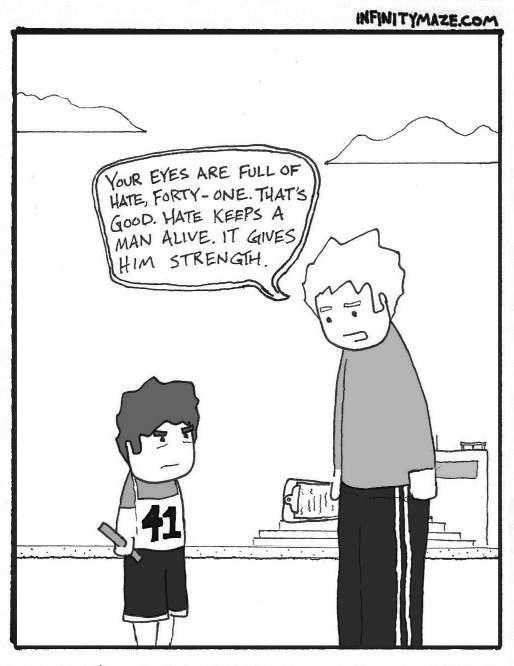 INFINITYMAZE.COM
YOUR EYES ARE FULL OF
HATE, FORTY-ONE. THAT'S
GOOD. HATE KEEPS A
MAN ALIVE. IT GIVES
HIM STRENGTH.
41